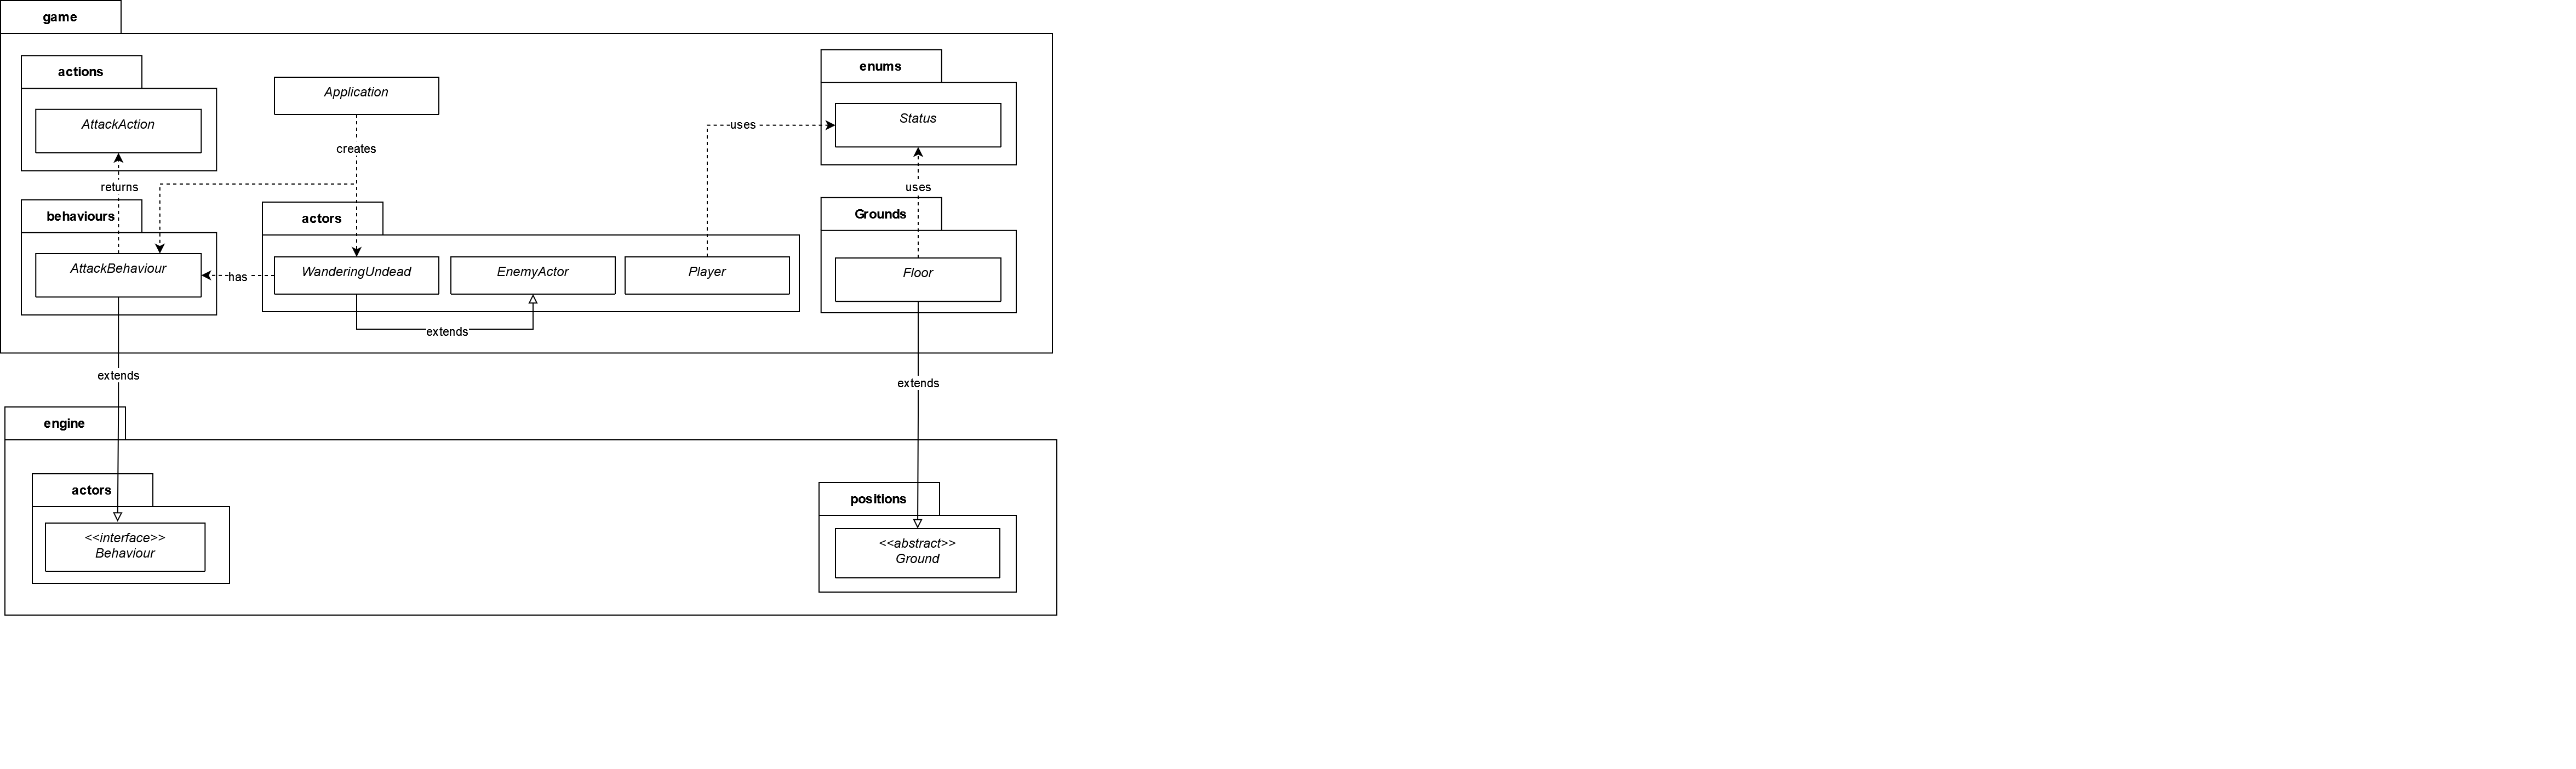 game
actions
enums
Application
AttackAction
Status
uses
creates
returns
uses
behaviours
actors
Grounds
AttackBehaviour
has
WanderingUndead
EnemyActor
Player
Floor
extends
extends
extends
engine
actors
positions
<<interface>>
Behaviour
<<abstract>>
Ground